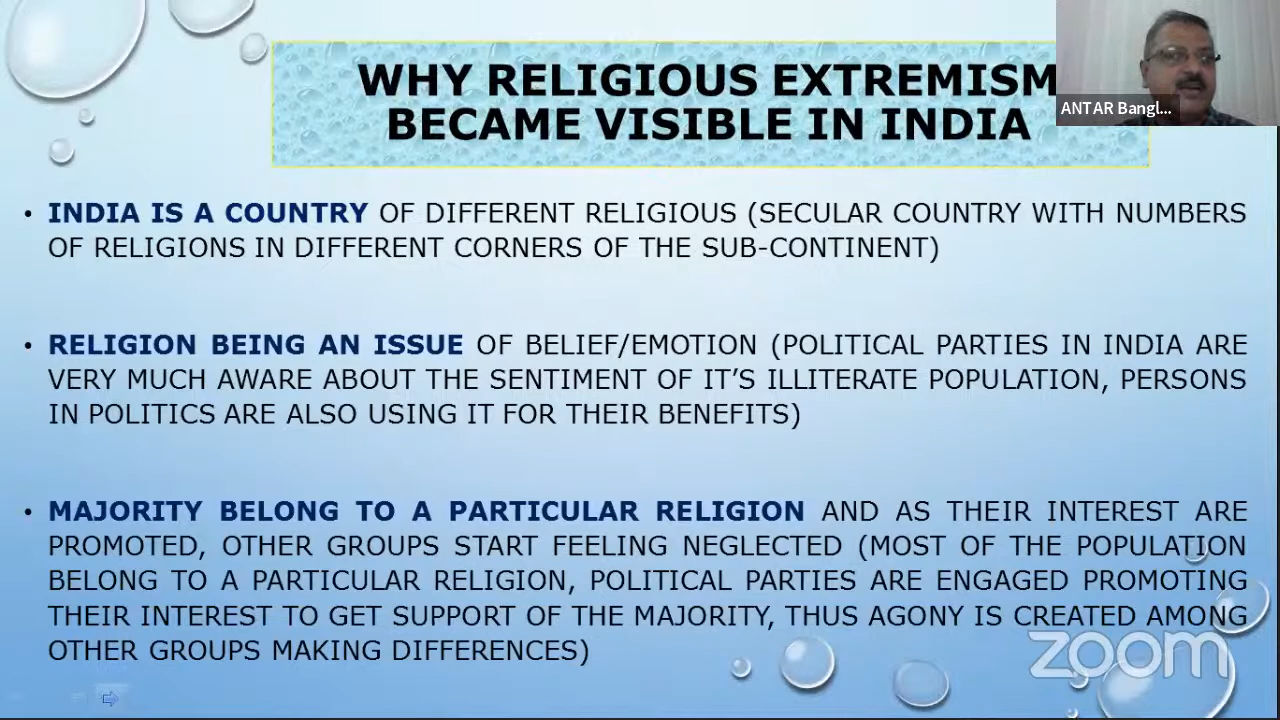 WHY RELIGIOUS EXTREMISM
BECAME VISIBLE IN INDIA
ANTAR Bangl...
• INDIA IS A COUNTRY OF DIFFERENT RELIGIOUS (SECULAR COUNTRY WITH NUMBERS
OF RELIGIONS IN DIFFERENT CORNERS OF THE SUB-CONTINENT)
• RELIGION BEING AN ISSUE OF BELIEF/EMOTION (POLITICAL PARTIES IN INDIA ARE
VERY MUCH AWARE ABOUT THE SENTIMENT OF IT’S ILLITERATE POPULATION, PERSONS
IN POLITICS ARE ALSO USING IT FOR THEIR BENEFITS)
• MAJORITY BELONG TO A PARTICULAR RELIGION AND AS THEIR INTEREST ARE
PROMOTED, OTHER GROUPS START FEELING NEGLECTED (MOST OF THE POPULATION
BELONG TO A PARTICULAR RELIGION, POLITICAL PARTIES ARE ENGAGED PROMOTING
THEIR INTEREST TO GET SUPPORT OF THE MAJORITY, THUS AGONY IS CREATED AMONG
OTHER GROUPS MAKING DIFFERENCES)
zoom